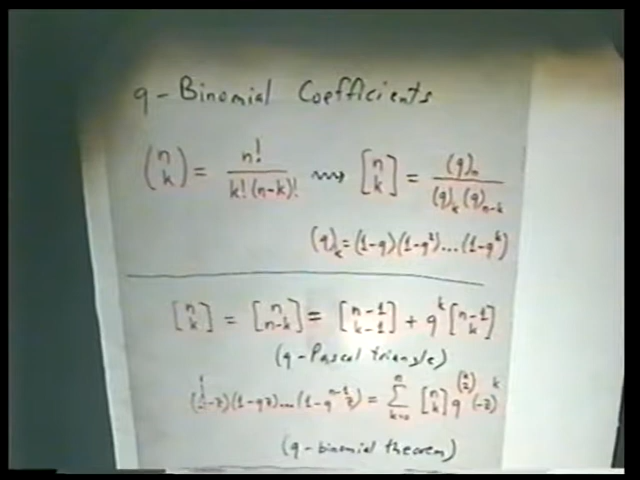 q-Binomial Coefficients
(n k) = n! / k!(n-k)! ⇝ [n k] = (q)_n / (q)_k (q)_{n-k}
(q)_k = (1-q)(1-q²)...(1-q^k)
[n k] = [n n-k] = [n-1 k-1] + q^k [n-1 k]
(q-Pascal triangle)
(1-z)(1-qz)...(1-q^{n-1}z) = Σ_{k=0}^{n} [n k] q^{(k 2)} (-z)^k
(q-binomial theorem)